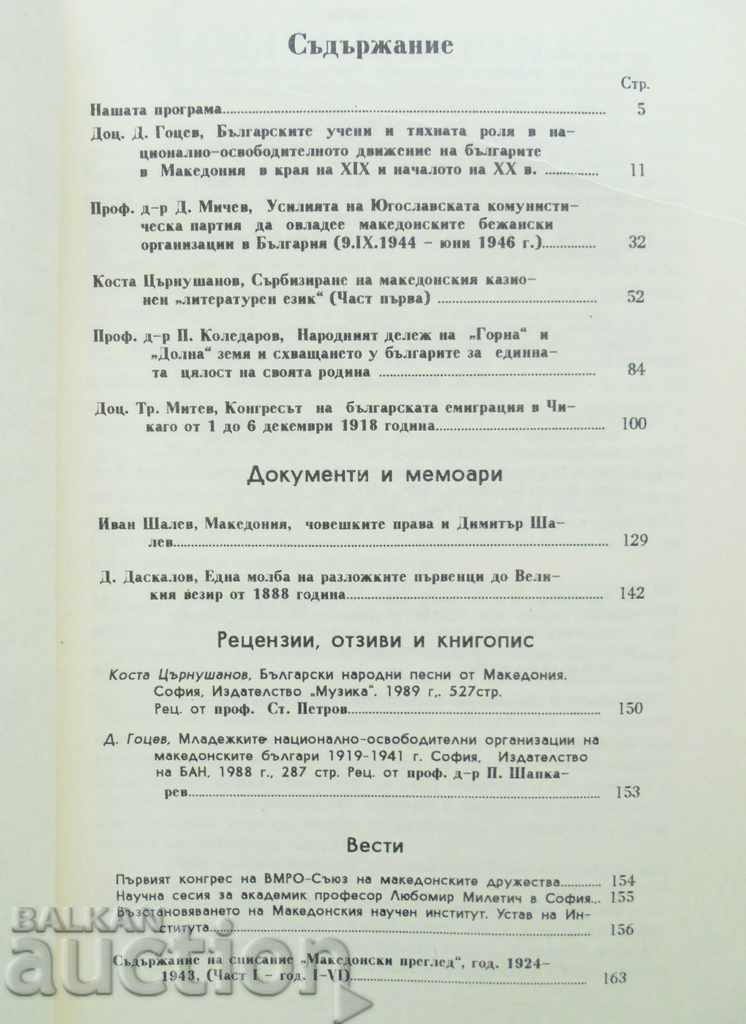 Съдържание
Стр.
Нашата програма........ 5
Доц. Д. Гоцев, Българските учени и тяхната роля в на-
ционално-освободителното движение на българите
в Македония в края на XIX и началото на XX в. ........ 11
Проф. д-р Д. Мичев, Усилията на Югославската комунисти-
ческа партия да овладее македонските бежански
организации в България (9.IX.1944 – юни 1946 г.)........ 32
Коста Църнушанов, Сърбизиране на македонския казио-
нен „литературен език“ (Част първа) ........ 52
Проф. д-р П. Коледаров, Народният дележ на „Горна“ и
„Долна“ земя и схващането у българите за единна-
та цялост на своята родина ........ 84
Доц. Тр. Митев, Конгресът на българската емиграция в Чи-
каго от 1 до 6 декември 1918 година........ 100
Документи и мемоари
Иван Шалев, Македония, човешките права и Димитър Ша-
лев........ 129
Д. Даскалов, Една молба на разложките първенци до Вели-
кия везир от 1888 година........ 142
Рецензии, отзиви и книгопис
Коста Църнушанов, Български народни песни от Македония.
София, Издателство „Музика“. 1989 г,. 527стр.
Рец. от проф. Ст. Петров........ 150
Д. Гоцев, Младежките национално-освободителни организации на
македонските българи 1919-1941 г. София, Издателство
на БАН, 1988 г., 287 стр. Рец. от проф. д-р П. Шапка-
рев........ 153
Вести
Първият конгрес на ВМРО-Съюз на македонските дружества........ 154
Научна сесия за академик професор Любомир Милетич в София... 155
Възстановяването на Македонския научен институт. Устав на Ин-
ститута........ 156
Съдържание на списание „Македонски преглед“, год. 1924–
1943, (Част I – год. I-VI)........ 163
BALKAN
auction